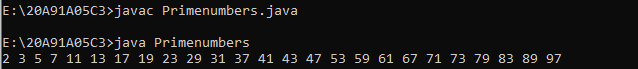 E:\20A91A05C3>javac Primenumbers.java
E:\20A91A05C3>java Primenumbers
2 3 5 7 11 13 17 19 23 29 31 37 41 43 47 53 59 61 67 71 73 79 83 89 97